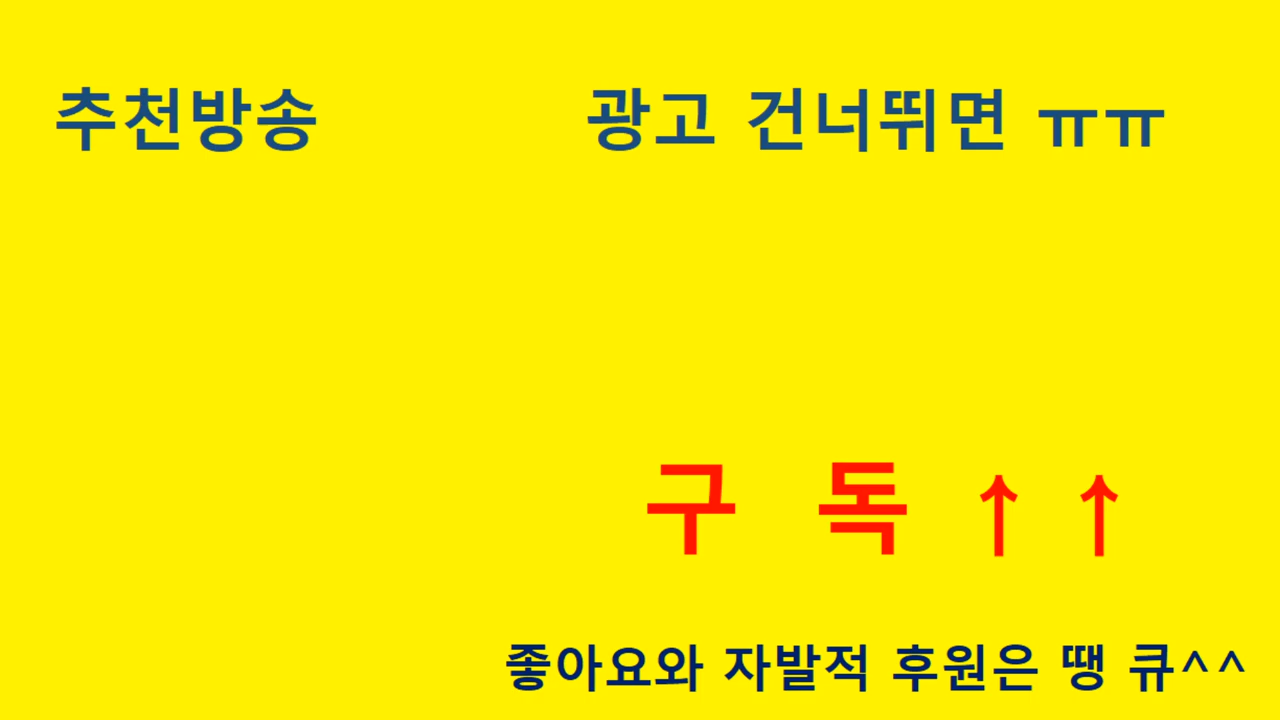 추천방송
광고 건너뛰면 ㅠㅠ
구 독 ↑ ↑
좋아요와 자발적 후원은 땡 큐^^